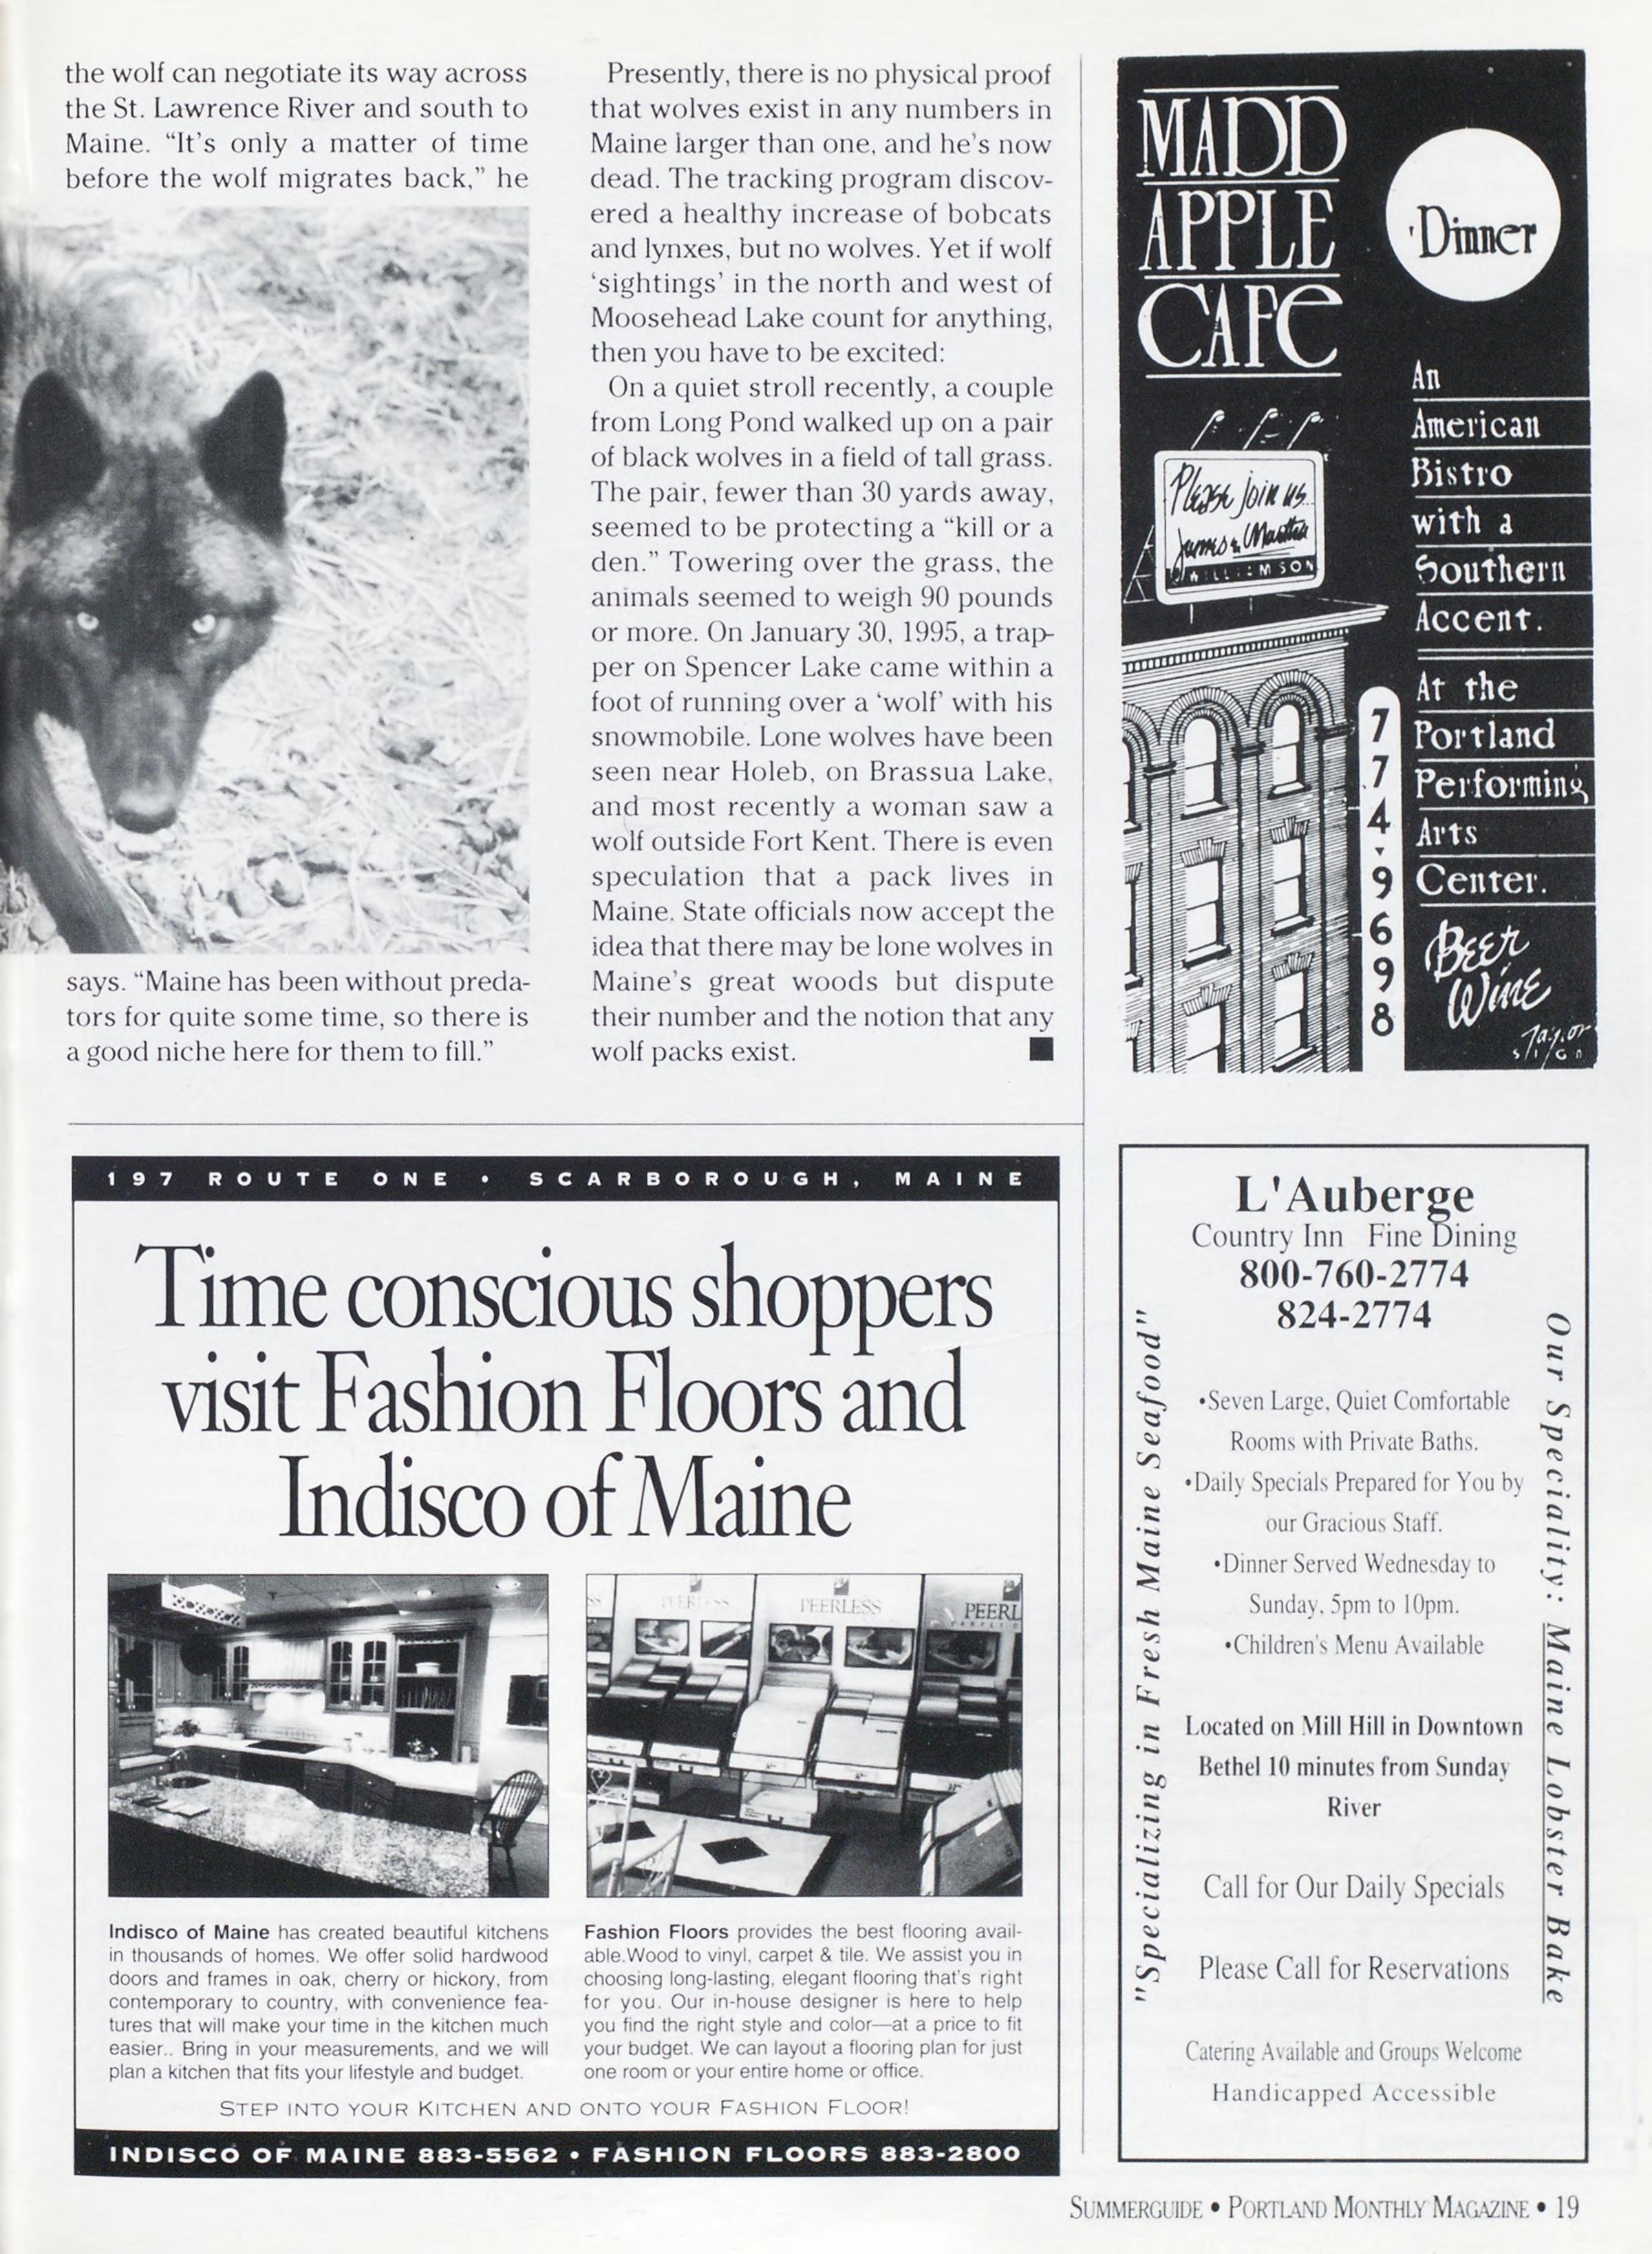 the wolf can negotiate its way across
the St. Lawrence River and south to
Maine. “It’s only a matter of time
before the wolf migrates back,” he
says. “Maine has been without preda-
tors for quite some time, so there is
a good niche here for them to fill.”
Presently, there is no physical proof
that wolves exist in any numbers in
Maine larger than one, and he’s now
dead. The tracking program discov-
ered a healthy increase of bobcats
and lynxes, but no wolves. Yet if wolf
‘sightings’ in the north and west of
Moosehead Lake count for anything,
then you have to be excited:
On a quiet stroll recently, a couple
from Long Pond walked up on a pair
of black wolves in a field of tall grass.
The pair, fewer than 30 yards away,
seemed to be protecting a “kill or a
den.” Towering over the grass, the
animals seemed to weigh 90 pounds
or more. On January 30, 1995, a trap-
per on Spencer Lake came within a
foot of running over a ‘wolf’ with his
snowmobile. Lone wolves have been
seen near Holeb, on Brassua Lake,
and most recently a woman saw a
wolf outside Fort Kent. There is even
speculation that a pack lives in
Maine. State officials now accept the
idea that there may be lone wolves in
Maine’s great woods but dispute
their number and the notion that any
wolf packs exist. ■
MADD
APPLE
CAFE
Dinner
Please join us
James & Martha
WILLIAMSON
An
American
Bistro
with a
Southern
Accent.
At the
Portland
Performing
Arts
Center.
774·9698
Beer
Wine
Taylor
SIGN
197 ROUTE ONE • SCARBOROUGH, MAINE
Time conscious shoppers
visit Fashion Floors and
Indisco of Maine
PEERLESS
PEERLESS
PEERL
Indisco of Maine has created beautiful kitchens
in thousands of homes. We offer solid hardwood
doors and frames in oak, cherry or hickory, from
contemporary to country, with convenience fea-
tures that will make your time in the kitchen much
easier.. Bring in your measurements, and we will
plan a kitchen that fits your lifestyle and budget.
Fashion Floors provides the best flooring avail-
able.Wood to vinyl, carpet & tile. We assist you in
choosing long-lasting, elegant flooring that’s right
for you. Our in-house designer is here to help
you find the right style and color—at a price to fit
your budget. We can layout a flooring plan for just
one room or your entire home or office.
STEP INTO YOUR KITCHEN AND ONTO YOUR FASHION FLOOR!
INDISCO OF MAINE 883-5562 • FASHION FLOORS 883-2800
L'Auberge
Country Inn Fine Dining
800-760-2774
824-2774
"Specializing in Fresh Maine Seafood"
•Seven Large, Quiet Comfortable
Rooms with Private Baths.
•Daily Specials Prepared for You by
our Gracious Staff.
•Dinner Served Wednesday to
Sunday, 5pm to 10pm.
•Children's Menu Available
Located on Mill Hill in Downtown
Bethel 10 minutes from Sunday
River
Call for Our Daily Specials
Please Call for Reservations
Catering Available and Groups Welcome
Handicapped Accessible
Our Speciality: Maine Lobster Bake
SUMMERGUIDE • PORTLAND MONTHLY MAGAZINE • 19